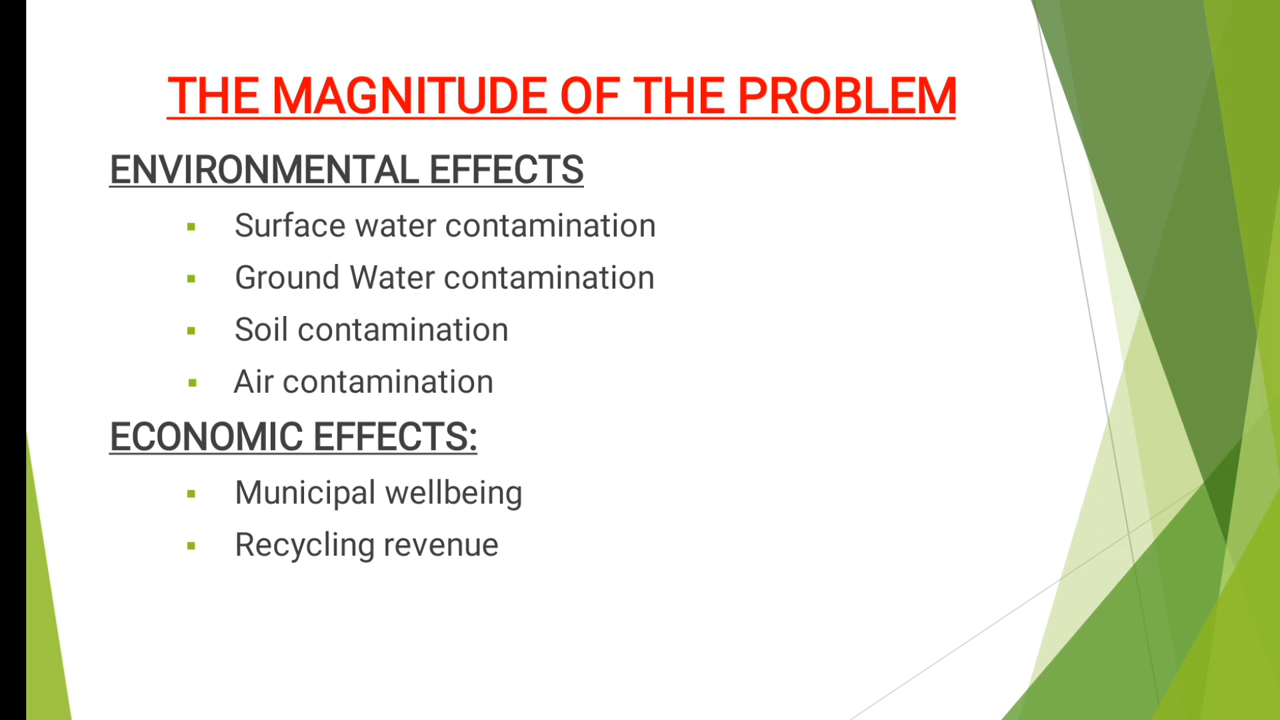 THE MAGNITUDE OF THE PROBLEM
ENVIRONMENTAL EFFECTS
▪ Surface water contamination
▪ Ground Water contamination
▪ Soil contamination
▪ Air contamination
ECONOMIC EFFECTS:
▪ Municipal wellbeing
▪ Recycling revenue